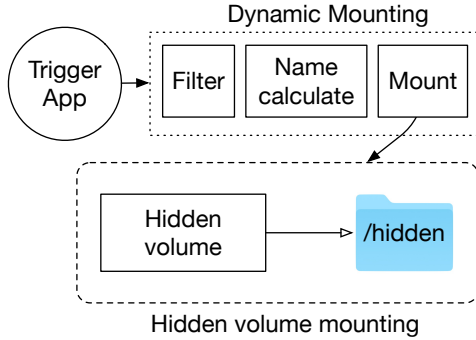 Dynamic Mounting
Trigger
App
Filter
Name
calculate
Mount
Hidden
volume
/hidden
Hidden volume mounting